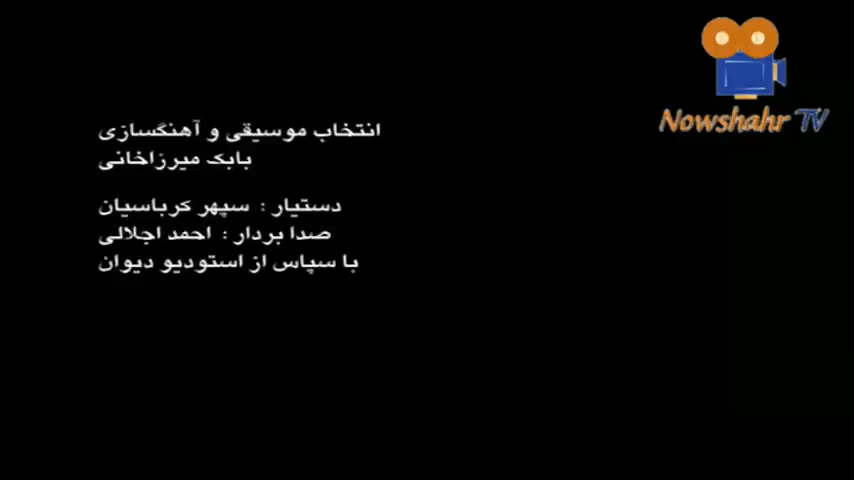 انتخاب موسیقی و آهنگسازی
بابک میرزاخانی
دستیار : سپهر کرباسیان
صدا بردار : احمد اجلالی
با سپاس از استودیو دیوان
Nowshahr TV